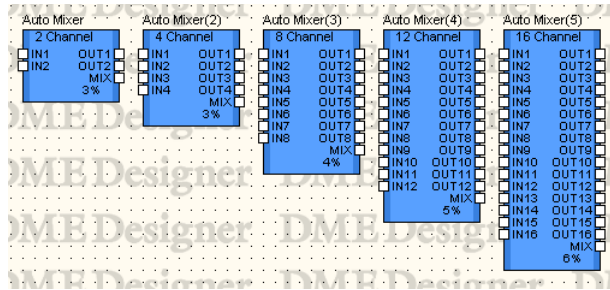 Auto Mixer
2 Channel
IN1 OUT1
IN2 OUT2
MIX
3%
Auto Mixer(2)
4 Channel
IN1 OUT1
IN2 OUT2
IN3 OUT3
IN4 OUT4
MIX
3%
Auto Mixer(3)
8 Channel
IN1 OUT1
IN2 OUT2
IN3 OUT3
IN4 OUT4
IN5 OUT5
IN6 OUT6
IN7 OUT7
IN8 OUT8
MIX
4%
Auto Mixer(4)
12 Channel
IN1 OUT1
IN2 OUT2
IN3 OUT3
IN4 OUT4
IN5 OUT5
IN6 OUT6
IN7 OUT7
IN8 OUT8
IN9 OUT9
IN10 OUT10
IN11 OUT11
IN12 OUT12
MIX
5%
Auto Mixer(5)
16 Channel
IN1 OUT1
IN2 OUT2
IN3 OUT3
IN4 OUT4
IN5 OUT5
IN6 OUT6
IN7 OUT7
IN8 OUT8
IN9 OUT9
IN10 OUT10
IN11 OUT11
IN12 OUT12
IN13 OUT13
IN14 OUT14
IN15 OUT15
IN16 OUT16
MIX
6%
DME Designer DME Designer
DME Designer DME Designer
DME Designer DME Designer